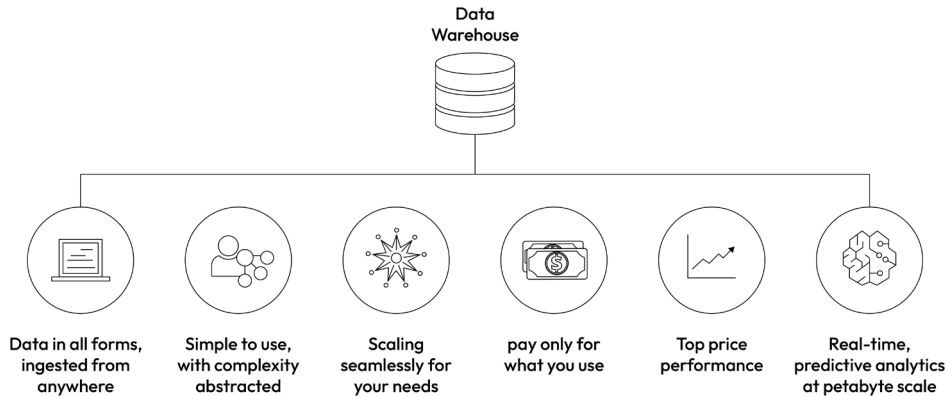 Data
Warehouse
Data in all forms,
ingested from
anywhere
Simple to use,
with complexity
abstracted
Scaling
seamlessly for
your needs
pay only for
what you use
Top price
performance
Real-time,
predictive analytics
at petabyte scale